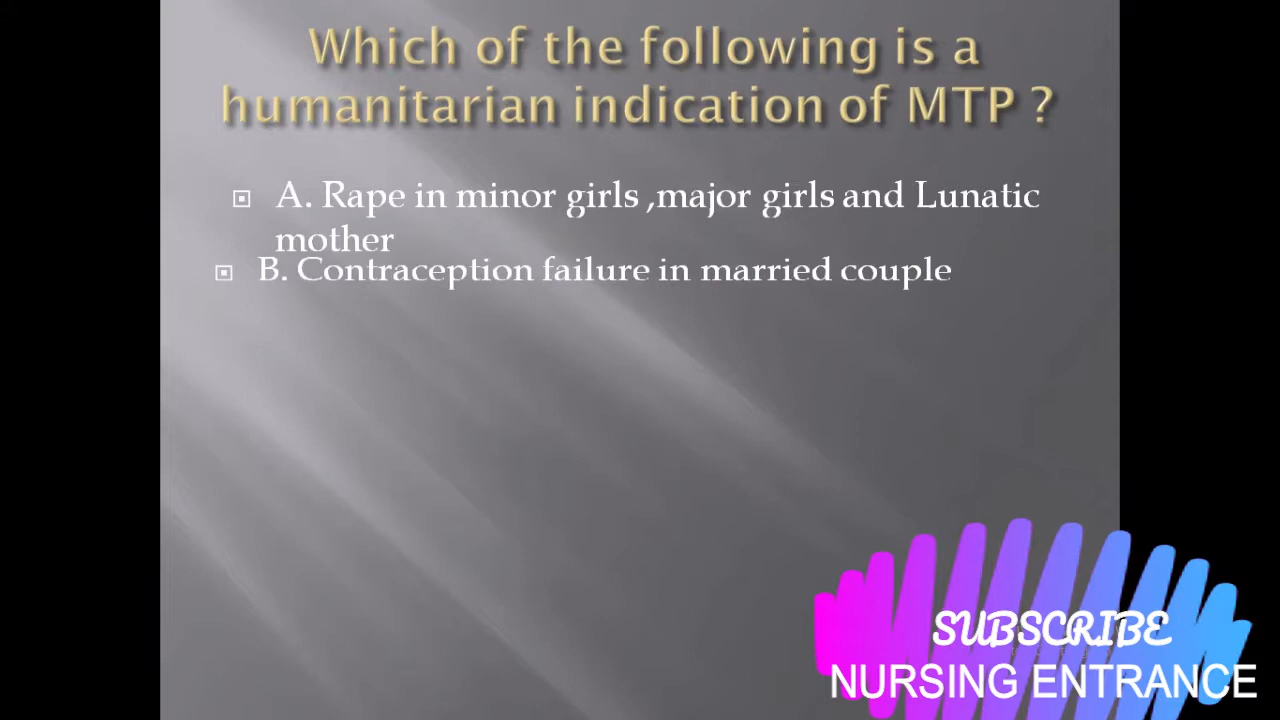 Which of the following is a
humanitarian indication of MTP ?
A. Rape in minor girls ,major girls and Lunatic
mother
B. Contraception failure in married couple
SUBSCRIBE
NURSING ENTRANCE